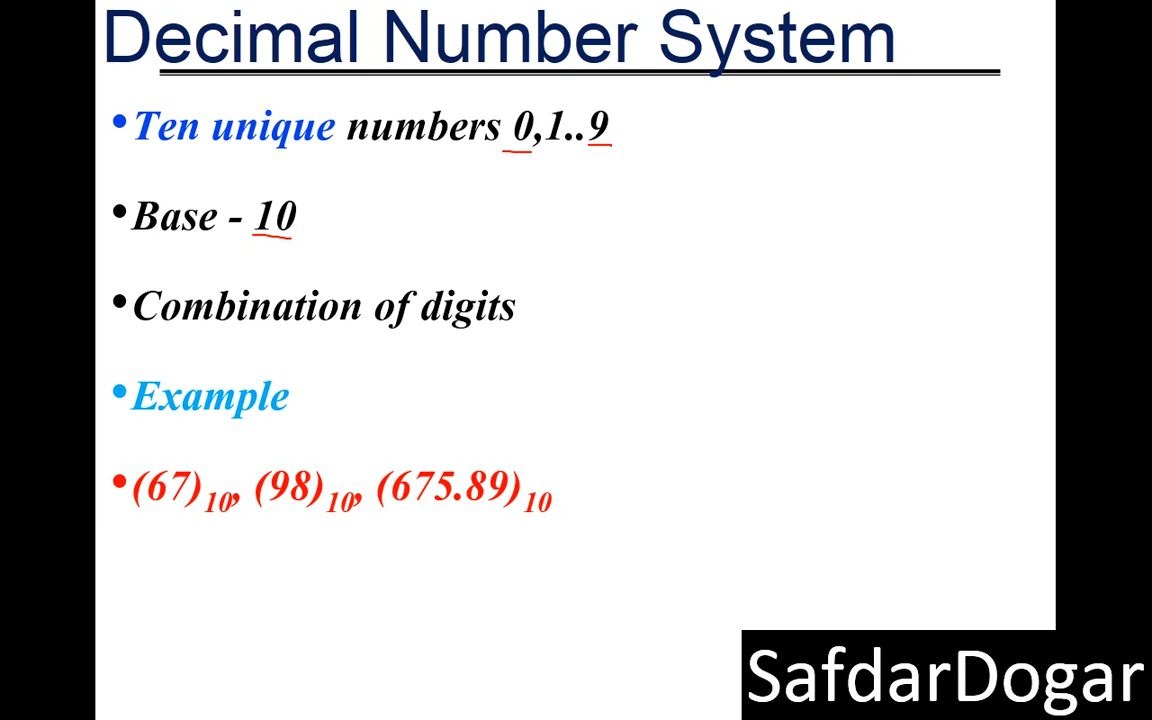 Decimal Number System
•Ten unique numbers 0,1..9
•Base - 10
•Combination of digits
•Example
•(67)10, (98)10, (675.89)10
SafdarDogar